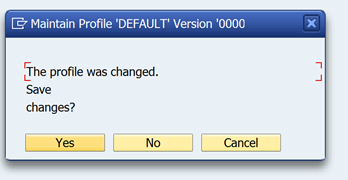 Maintain Profile 'DEFAULT' Version '0000
The profile was changed.
Save
changes?
Yes No Cancel